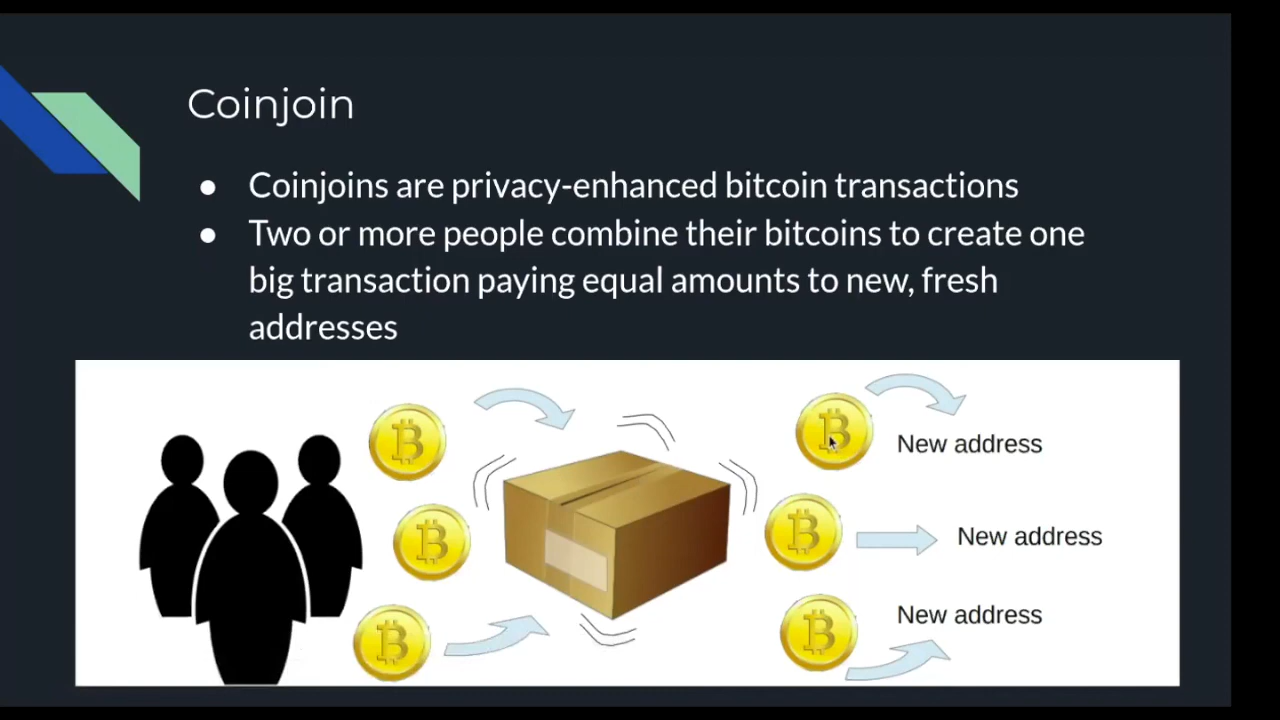 Coinjoin
● Coinjoins are privacy-enhanced bitcoin transactions
● Two or more people combine their bitcoins to create one
big transaction paying equal amounts to new, fresh
addresses
New address
New address
New address